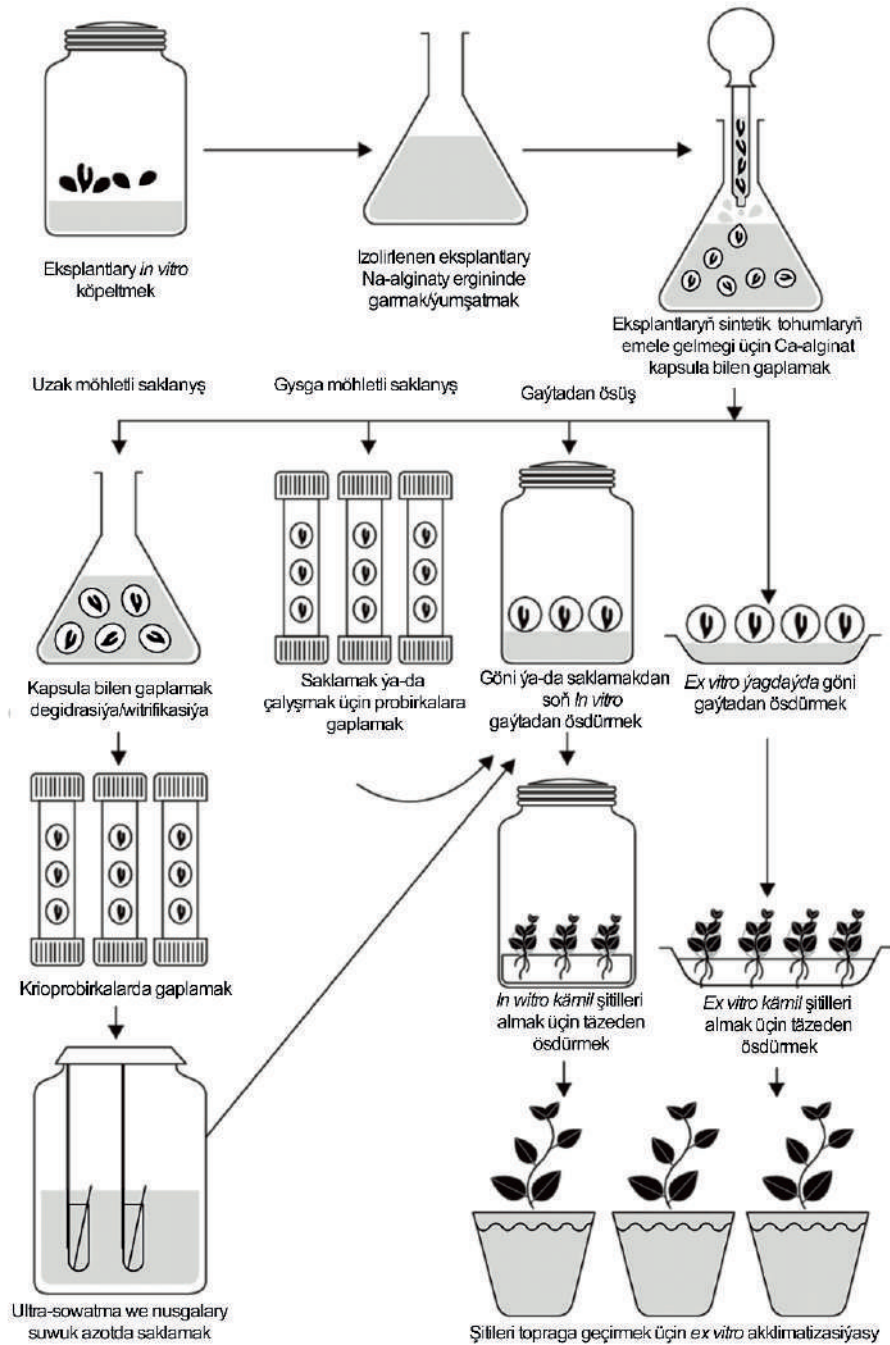 Eksplantlary in vitro
köpeltmek
Izolirlenen eksplantlary
Na-alginaty ergininde
garmak/ýumşatmak
Eksplantlaryň sintetik tohumlaryň
emele gelmegi üçin Ca-alginat
kapsula bilen gaplamak
Uzak möhletli saklanyş
Gysga möhletli saklanyş
Gaýtadan ösüş
Kapsula bilen gaplamak
degidrasiýa/witrifikasiýa
Saklamak ýa-da
çalyşmak üçin probirkalara
gaplamak
Göni ýa-da saklamakdan
soň In vitro
gaýtadan ösdürmek
Ex vitro ýagdaýda göni
gaýtadan ösdürmek
Krioprobirkalarda gaplamak
In witro kämil şitilleri
almak üçin täzeden
ösdürmek
Ex vitro kämil şitilleri
almak üçin täzeden
ösdürmek
Ultra-sowatma we nusgalary
suwuk azotda saklamak
Şitileri topraga geçirmek üçin ex vitro akklimatizasiýasy